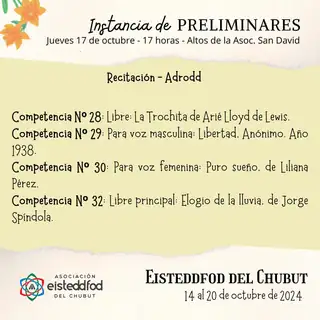 Instancia de PRELIMINARES
Jueves 17 de octubre - 17 horas - Altos de la Asoc. San David
Recitación - Adrodd
Competencia Nº 28: Libre: La Trochita de Arié Lloyd de Lewis.
Competencia Nº 29: Para voz masculina: Libertad, Anónimo. Año
1938.
Competencia Nº 30: Para voz femenina: Puro sueño, de Liliana
Pérez.
Competencia Nº 32: Libre principal: Elogio de la lluvia, de Jorge
Spíndola.
ASOCIACIÓN
eisteddfod
DEL CHUBUT
EISTEDDFOD DEL CHUBUT
14 al 20 de octubre de 2024